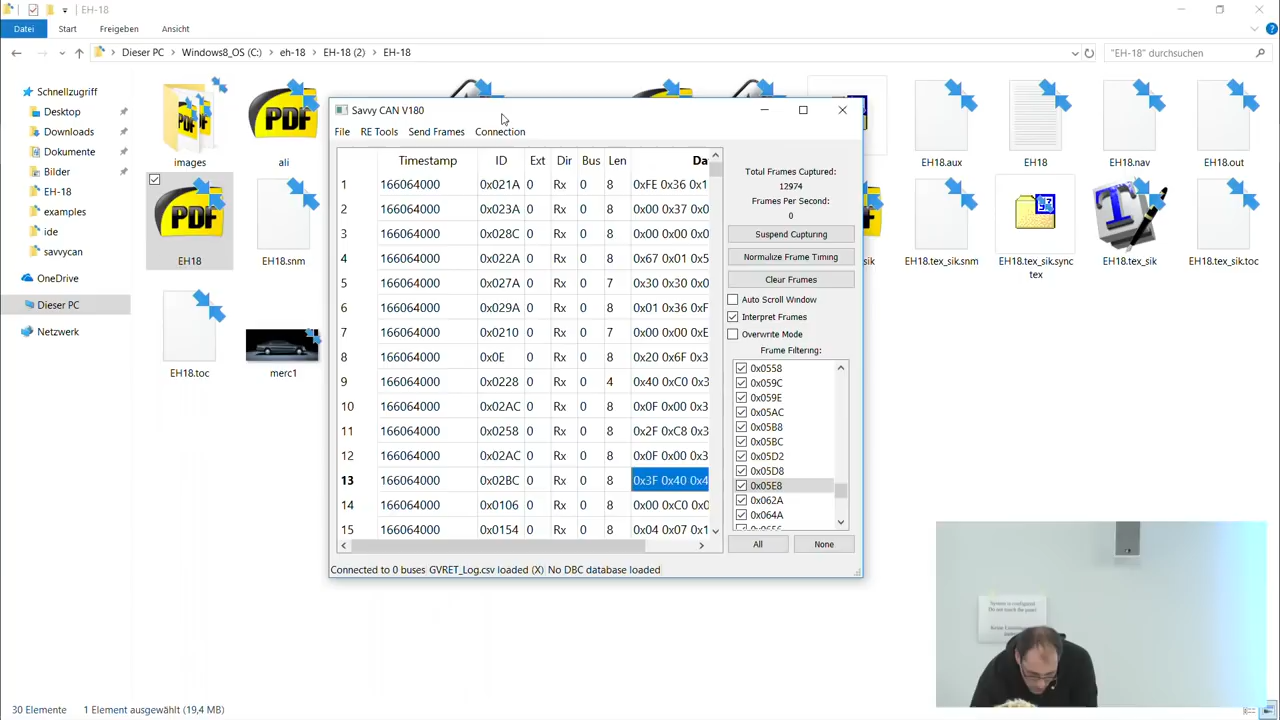 EH-18
Datei Start Freigeben Ansicht
Dieser PC Windows8_OS (C:) eh-18 EH-18 (2) EH-18
"EH-18" durchsuchen
Schnellzugriff
Desktop
Downloads
Dokumente
Bilder
EH-18
examples
ide
savvycan
OneDrive
Dieser PC
Netzwerk
images
PDF
ali
EH18.aux
EH18
EH18.nav
EH18.out
PDF
EH18
EH18.snm
EH18.tex_sik.snm
EH18.tex_sik.sync
tex
EH18.tex_sik
EH18.tex_sik.toc
EH18.toc
merc1
Savvy CAN V180
File RE Tools Send Frames Connection
Timestamp ID Ext Dir Bus Len Da
1 166064000 0x021A 0 Rx 0 8 0xFE 0x36 0x1
2 166064000 0x023A 0 Rx 0 8 0x00 0x37 0x0
3 166064000 0x028C 0 Rx 0 8 0x00 0x00 0x0
4 166064000 0x022A 0 Rx 0 8 0x67 0x01 0x5
5 166064000 0x027A 0 Rx 0 7 0x30 0x30 0x0
6 166064000 0x029A 0 Rx 0 8 0x01 0x36 0xF
7 166064000 0x0210 0 Rx 0 7 0x00 0x00 0xE
8 166064000 0x0E 0 Rx 0 8 0x20 0x6F 0x3
9 166064000 0x0228 0 Rx 0 4 0x40 0xC0 0x3
10 166064000 0x02AC 0 Rx 0 8 0x0F 0x00 0x3
11 166064000 0x0258 0 Rx 0 8 0x2F 0xC8 0x3
12 166064000 0x02AC 0 Rx 0 8 0x0F 0x00 0x3
13 166064000 0x02BC 0 Rx 0 8 0x3F 0x40 0x4
14 166064000 0x0106 0 Rx 0 8 0x00 0xC0 0x0
15 166064000 0x0154 0 Rx 0 8 0x04 0x07 0x1
Total Frames Captured:
12974
Frames Per Second:
0
Suspend Capturing
Normalize Frame Timing
Clear Frames
Auto Scroll Window
Interpret Frames
Overwrite Mode
Frame Filtering:
0x0558
0x059C
0x059E
0x05AC
0x05B8
0x05BC
0x05D2
0x05D8
0x05E8
0x062A
0x064A
All None
Connected to 0 buses GVRET_Log.csv loaded (X) No DBC database loaded
System is configured
Do not touch the panel
30 Elemente 1 Element ausgewählt (19,4 MB)